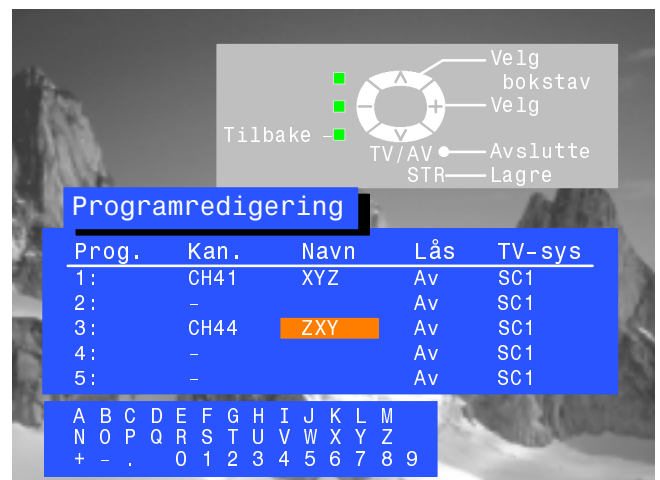 Velg
bokstav
Velg
Tilbake
TV/AV Avslutte
STR Lagre
Programredigering
Prog. Kan. Navn Lås TV-sys
1: CH41 XYZ Av SC1
2: - Av SC1
3: CH44 ZXY Av SC1
4: - Av SC1
5: - Av SC1
A B C D E F G H I J K L M
N O P Q R S T U V W X Y Z
+ - . 0 1 2 3 4 5 6 7 8 9